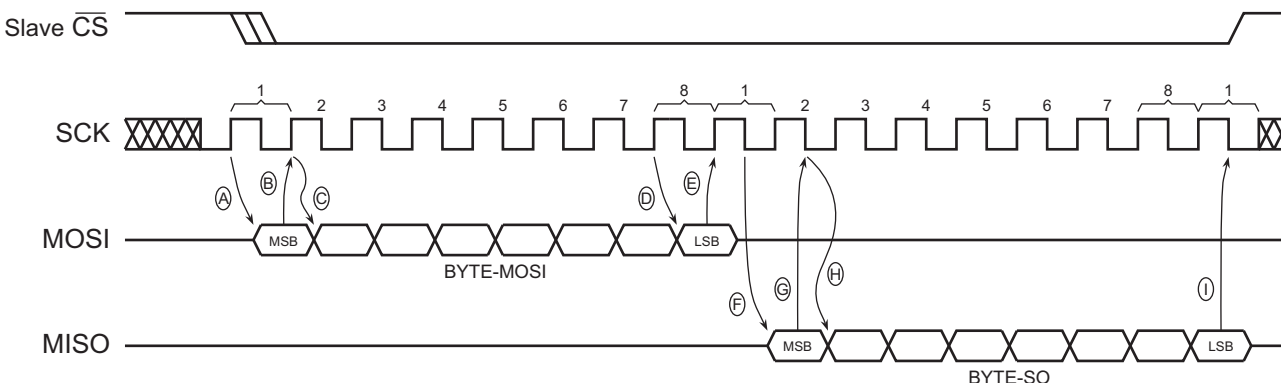 Slave CS
1 2 3 4 5 6 7 8 1 2 3 4 5 6 7 8 1
SCK
A B C D E
MOSI MSB LSB
BYTE-MOSI
F G H I
MISO MSB LSB
BYTE-SO